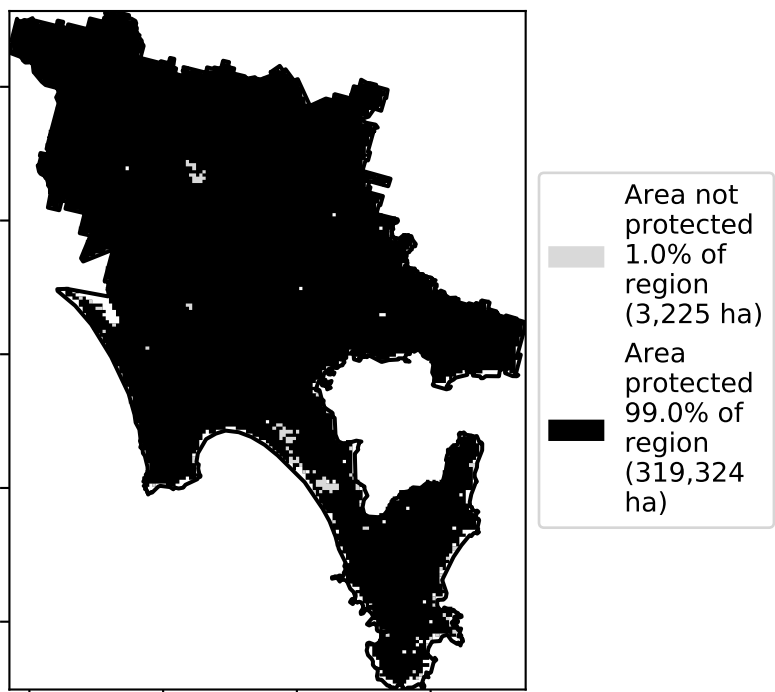 Area not
protected
1.0% of
region
(3,225 ha)
Area
protected
99.0% of
region
(319,324
ha)